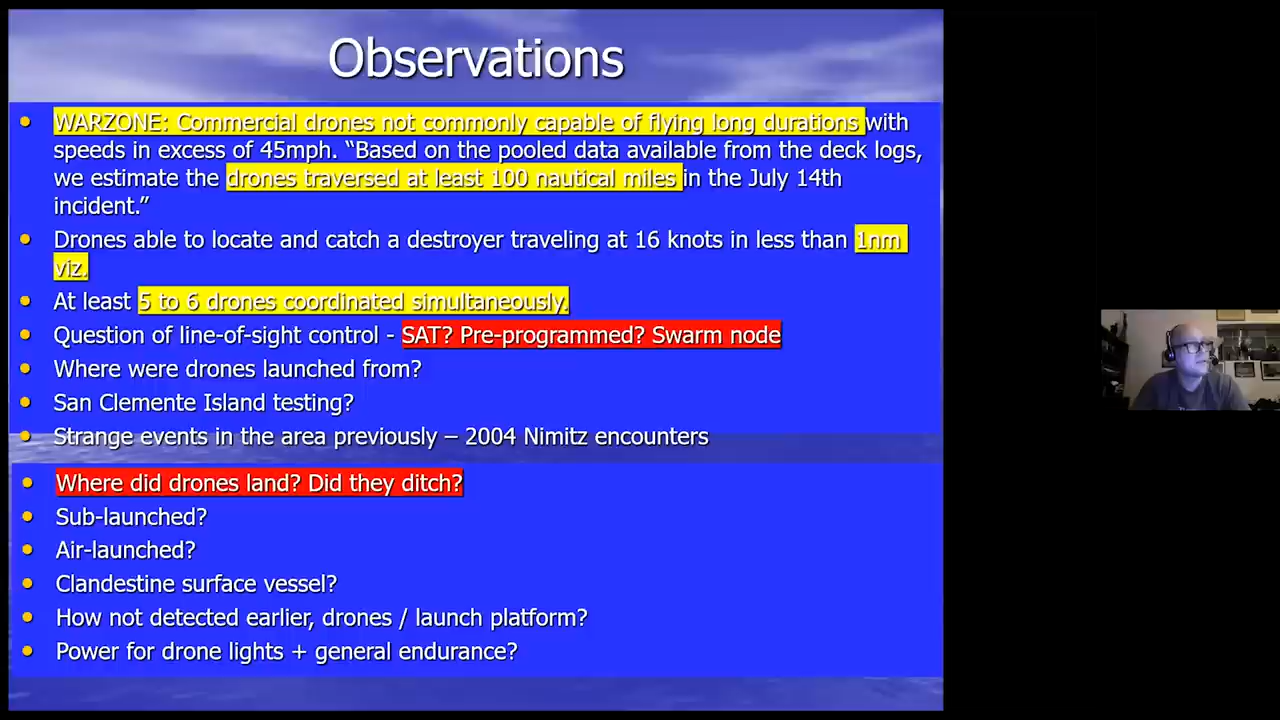 Observations
WARZONE: Commercial drones not commonly capable of flying long durations with
speeds in excess of 45mph. “Based on the pooled data available from the deck logs,
we estimate the drones traversed at least 100 nautical miles in the July 14th
incident.”
Drones able to locate and catch a destroyer traveling at 16 knots in less than 1nm
viz.
At least 5 to 6 drones coordinated simultaneously.
Question of line-of-sight control - SAT? Pre-programmed? Swarm node
Where were drones launched from?
San Clemente Island testing?
Strange events in the area previously – 2004 Nimitz encounters
Where did drones land? Did they ditch?
Sub-launched?
Air-launched?
Clandestine surface vessel?
How not detected earlier, drones / launch platform?
Power for drone lights + general endurance?